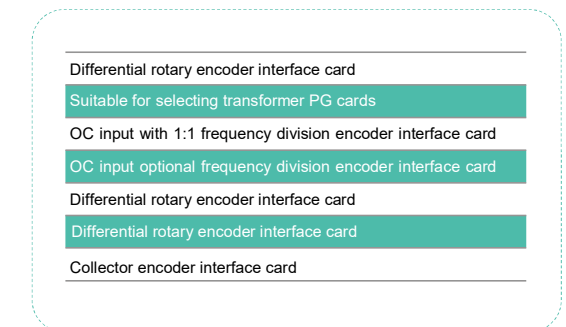 Differential rotary encoder interface card
Suitable for selecting transformer PG cards
OC input with 1:1 frequency division encoder interface card
OC input optional frequency division encoder interface card
Differential rotary encoder interface card
Differential rotary encoder interface card
Collector encoder interface card